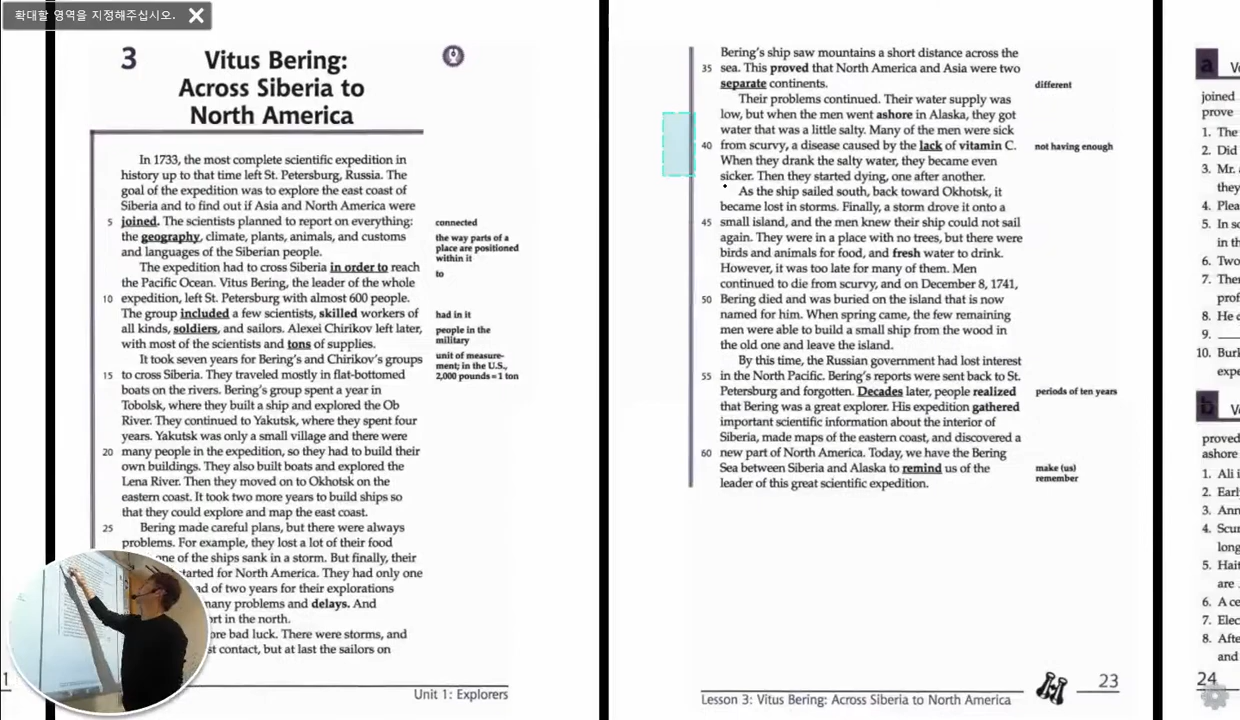 확대할 영역을 지정해주십시오.
3
Vitus Bering:
Across Siberia to
North America
In 1733, the most complete scientific expedition in
history up to that time left St. Petersburg, Russia. The
goal of the expedition was to explore the east coast of
Siberia and to find out if Asia and North America were
5 joined. The scientists planned to report on everything:
the geography, climate, plants, animals, and customs
and languages of the Siberian people.
The expedition had to cross Siberia in order to reach
the Pacific Ocean. Vitus Bering, the leader of the whole
10 expedition, left St. Petersburg with almost 600 people.
The group included a few scientists, skilled workers of
all kinds, soldiers, and sailors. Alexei Chirikov left later,
with most of the scientists and tons of supplies.
It took seven years for Bering's and Chirikov's groups
15 to cross Siberia. They traveled mostly in flat-bottomed
boats on the rivers. Bering's group spent a year in
Tobolsk, where they built a ship and explored the Ob
River. They continued to Yakutsk, where they spent four
years. Yakutsk was only a small village and there were
20 many people in the expedition, so they had to build their
own buildings. They also built boats and explored the
Lena River. Then they moved on to Okhotsk on the
eastern coast. It took two more years to build ships so
that they could explore and map the east coast.
25 Bering made careful plans, but there were always
problems. For example, they lost a lot of their food
one of the ships sank in a storm. But finally, their
started for North America. They had only one
ad of two years for their explorations
many problems and delays. And
ort in the north.
ore bad luck. There were storms, and
st contact, but at last the sailors on
connected
the way parts of a
place are positioned
within it
to
had in it
people in the
military
unit of measure-
ment; in the U.S.,
2,000 pounds = 1 ton
1
Unit 1: Explorers
Bering's ship saw mountains a short distance across the
35 sea. This proved that North America and Asia were two
separate continents.
Their problems continued. Their water supply was
low, but when the men went ashore in Alaska, they got
water that was a little salty. Many of the men were sick
40 from scurvy, a disease caused by the lack of vitamin C.
When they drank the salty water, they became even
sicker. Then they started dying, one after another.
As the ship sailed south, back toward Okhotsk, it
became lost in storms. Finally, a storm drove it onto a
45 small island, and the men knew their ship could not sail
again. They were in a place with no trees, but there were
birds and animals for food, and fresh water to drink.
However, it was too late for many of them. Men
continued to die from scurvy, and on December 8, 1741,
50 Bering died and was buried on the island that is now
named for him. When spring came, the few remaining
men were able to build a small ship from the wood in
the old one and leave the island.
By this time, the Russian government had lost interest
55 in the North Pacific. Bering's reports were sent back to St.
Petersburg and forgotten. Decades later, people realized
that Bering was a great explorer. His expedition gathered
important scientific information about the interior of
Siberia, made maps of the eastern coast, and discovered a
60 new part of North America. Today, we have the Bering
Sea between Siberia and Alaska to remind us of the
leader of this great scientific expedition.
different
not having enough
periods of ten years
make (us)
remember
Lesson 3: Vitus Bering: Across Siberia to North America
23
a
joined
prove
1. The
2. Did
3. Mr.
they
4. Plea
5. In so
in th
6. Two
7. Ther
prof
8. He c
9.
10. Burk
expe
b
proved
ashore
1. Ali i
2. Earl
3. Ann
4. Scur
long
5. Hait
are
6. A ce
7. Elec
8. Afte
and
24